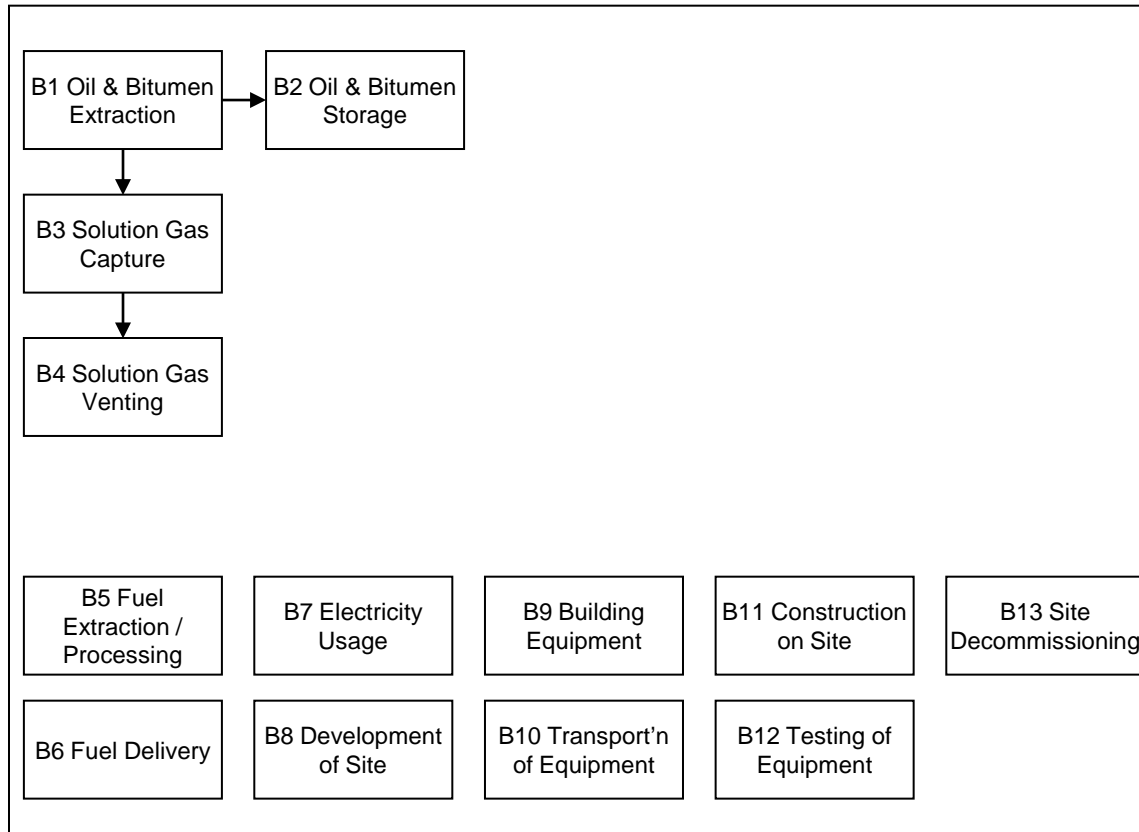 B1 Oil & Bitumen
Extraction
B2 Oil & Bitumen
Storage
B3 Solution Gas
Capture
B4 Solution Gas
Venting
B5 Fuel
Extraction /
Processing
B7 Electricity
Usage
B9 Building
Equipment
B11 Construction
on Site
B13 Site
Decommissioning
B6 Fuel Delivery
B8 Development
of Site
B10 Transport'n
of Equipment
B12 Testing of
Equipment